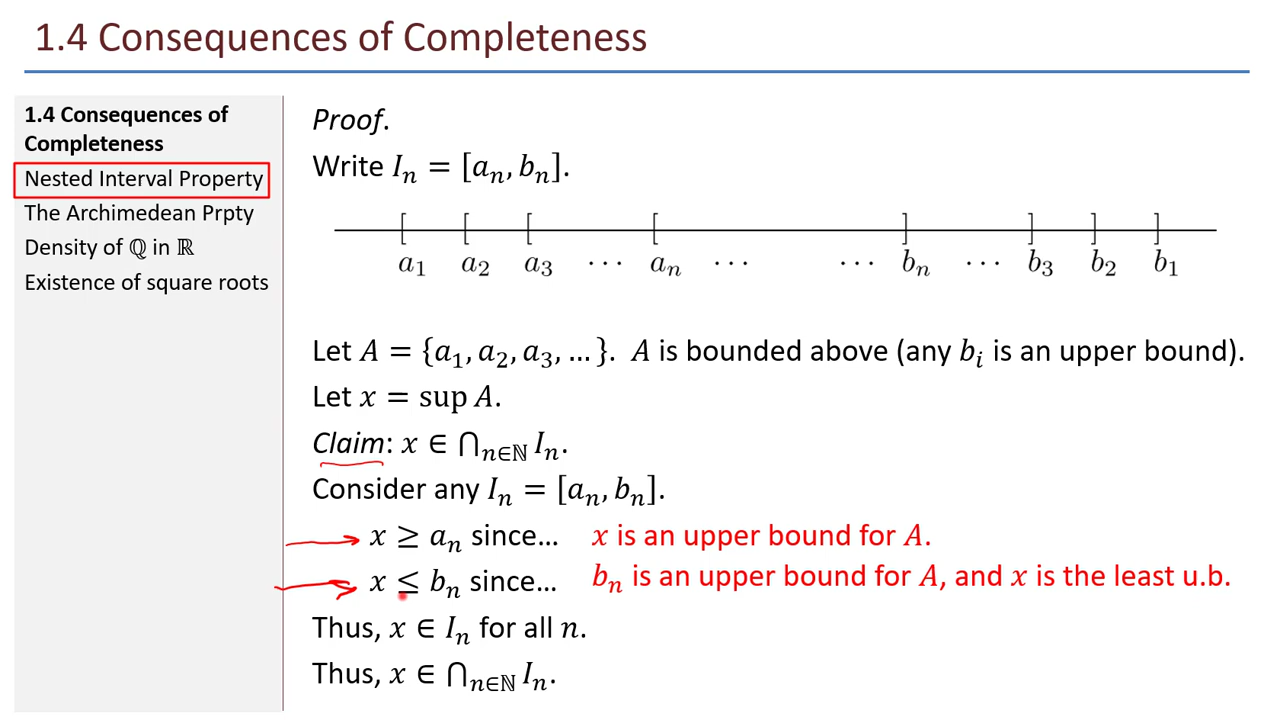 1.4 Consequences of Completeness
1.4 Consequences of
Completeness
Nested Interval Property
The Archimedean Prpty
Density of ℚ in ℝ
Existence of square roots
Proof.
Write Iₙ = [aₙ, bₙ].
a₁ a₂ a₃ ⋯ aₙ ⋯ ⋯ bₙ ⋯ b₃ b₂ b₁
Let A = {a₁, a₂, a₃, …}. A is bounded above (any bᵢ is an upper bound).
Let x = sup A.
Claim: x ∈ ⋂ₙ∈ℕ Iₙ.
Consider any Iₙ = [aₙ, bₙ].
x ≥ aₙ since… x is an upper bound for A.
x ≤ bₙ since… bₙ is an upper bound for A, and x is the least u.b.
Thus, x ∈ Iₙ for all n.
Thus, x ∈ ⋂ₙ∈ℕ Iₙ.